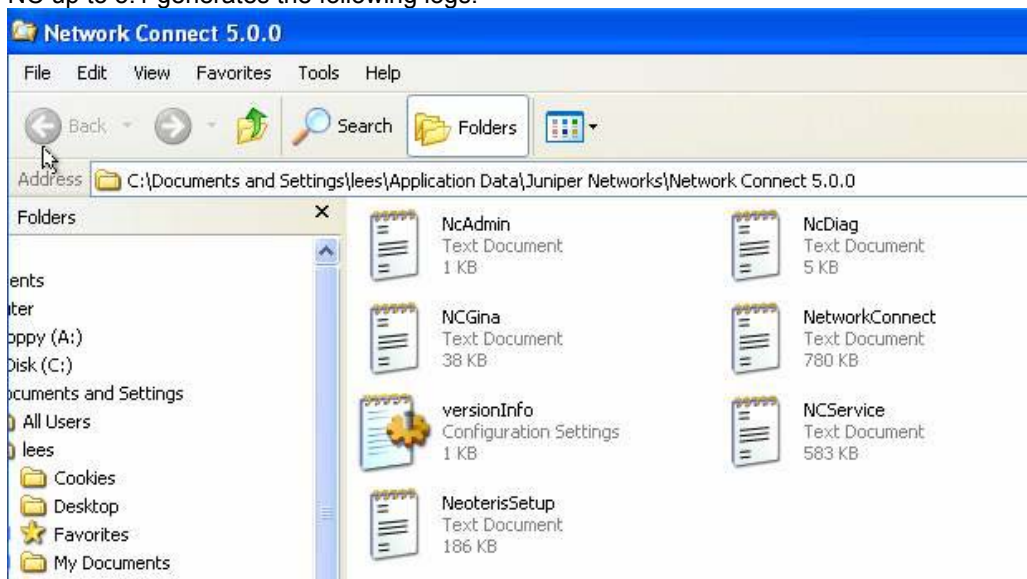 NC up to 5.1 generates the following logs:
Network Connect 5.0.0
File Edit View Favorites Tools Help
Back Search Folders
Address C:\Documents and Settings\lees\Application Data\Juniper Networks\Network Connect 5.0.0
Folders
ents
uter
oppy (A:)
Disk (C:)
ocuments and Settings
All Users
lees
Cookies
Desktop
Favorites
My Documents
NcAdmin
Text Document
1 KB
NcDiag
Text Document
5 KB
NCGina
Text Document
38 KB
NetworkConnect
Text Document
780 KB
versionInfo
Configuration Settings
1 KB
NCService
Text Document
583 KB
NeoterisSetup
Text Document
186 KB